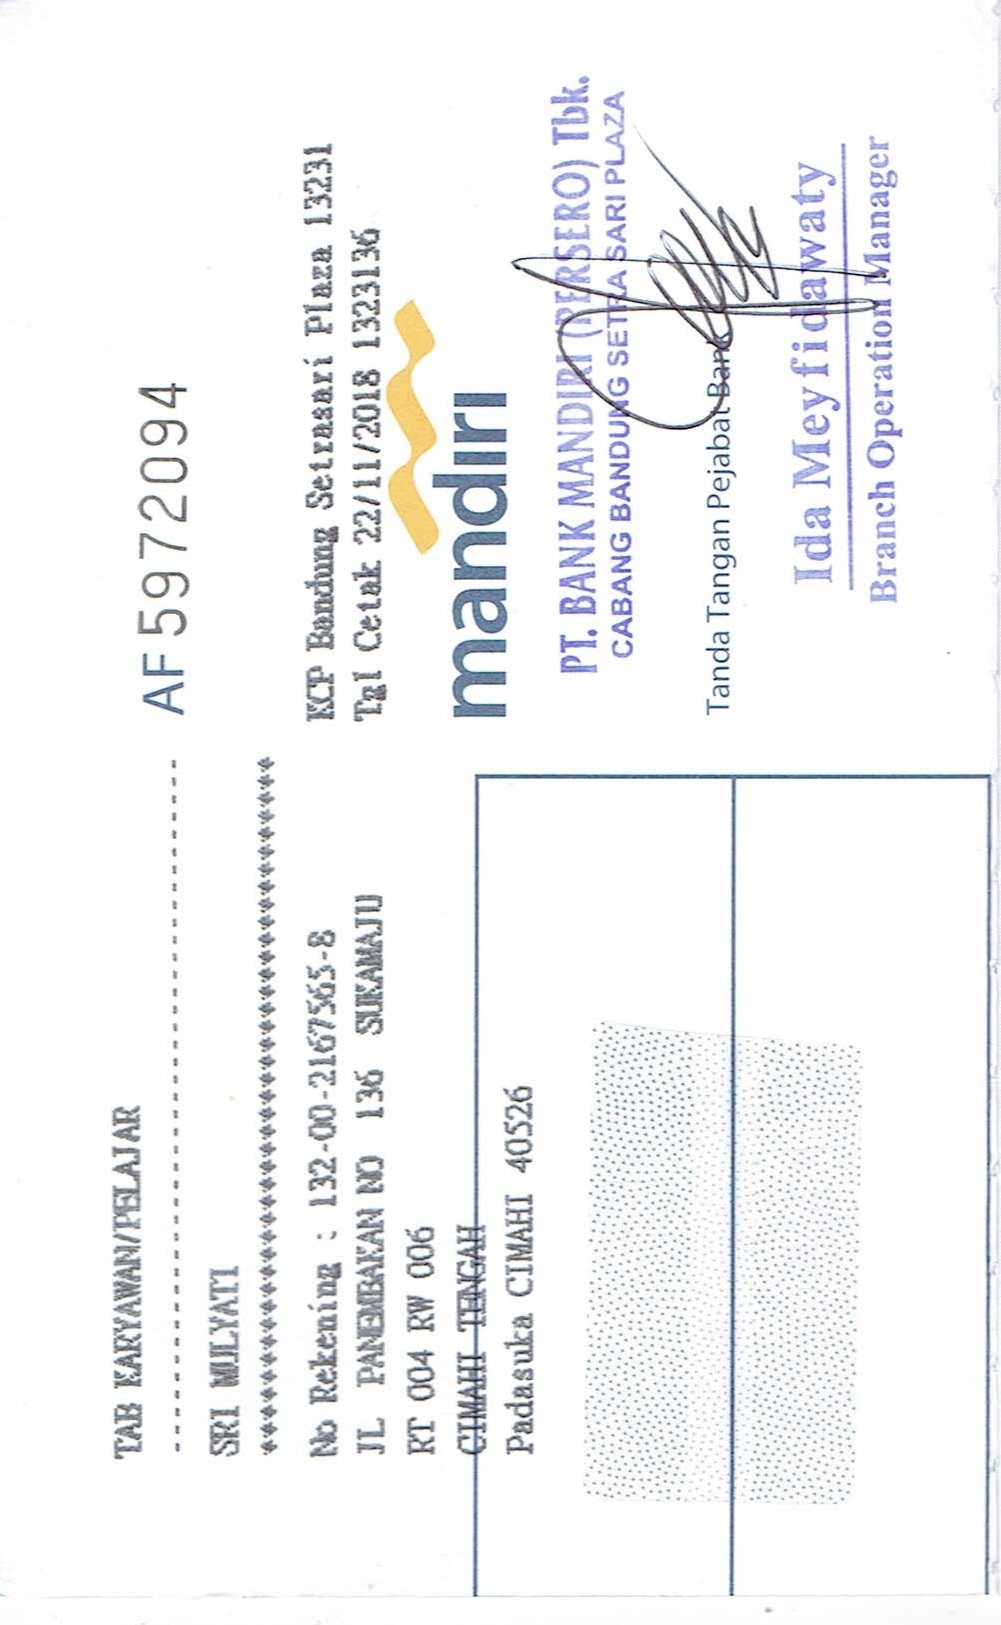 TAB KARYAWAN/PELAJAR
----------------------------------------
SRI MULYATI
****************************************
No Rekening : 132-00-2167565-8
JL PANEMBAKAN NO 136 SUKAMAJU
RT 004 RW 006
CIMAHI TENGAH
Padasuka CIMAHI 40526
AF 5972094
KCP Bandung Setrasari Plaza 13231
Tgl Cetak 22/11/2018 1323136
mandırı
PT. BANK MANDIRI (PERSERO) Tbk.
CABANG BANDUNG SETRA SARI PLAZA
Tanda Tangan Pejabat Bank
Ida Meyfidawaty
Branch Operation Manager